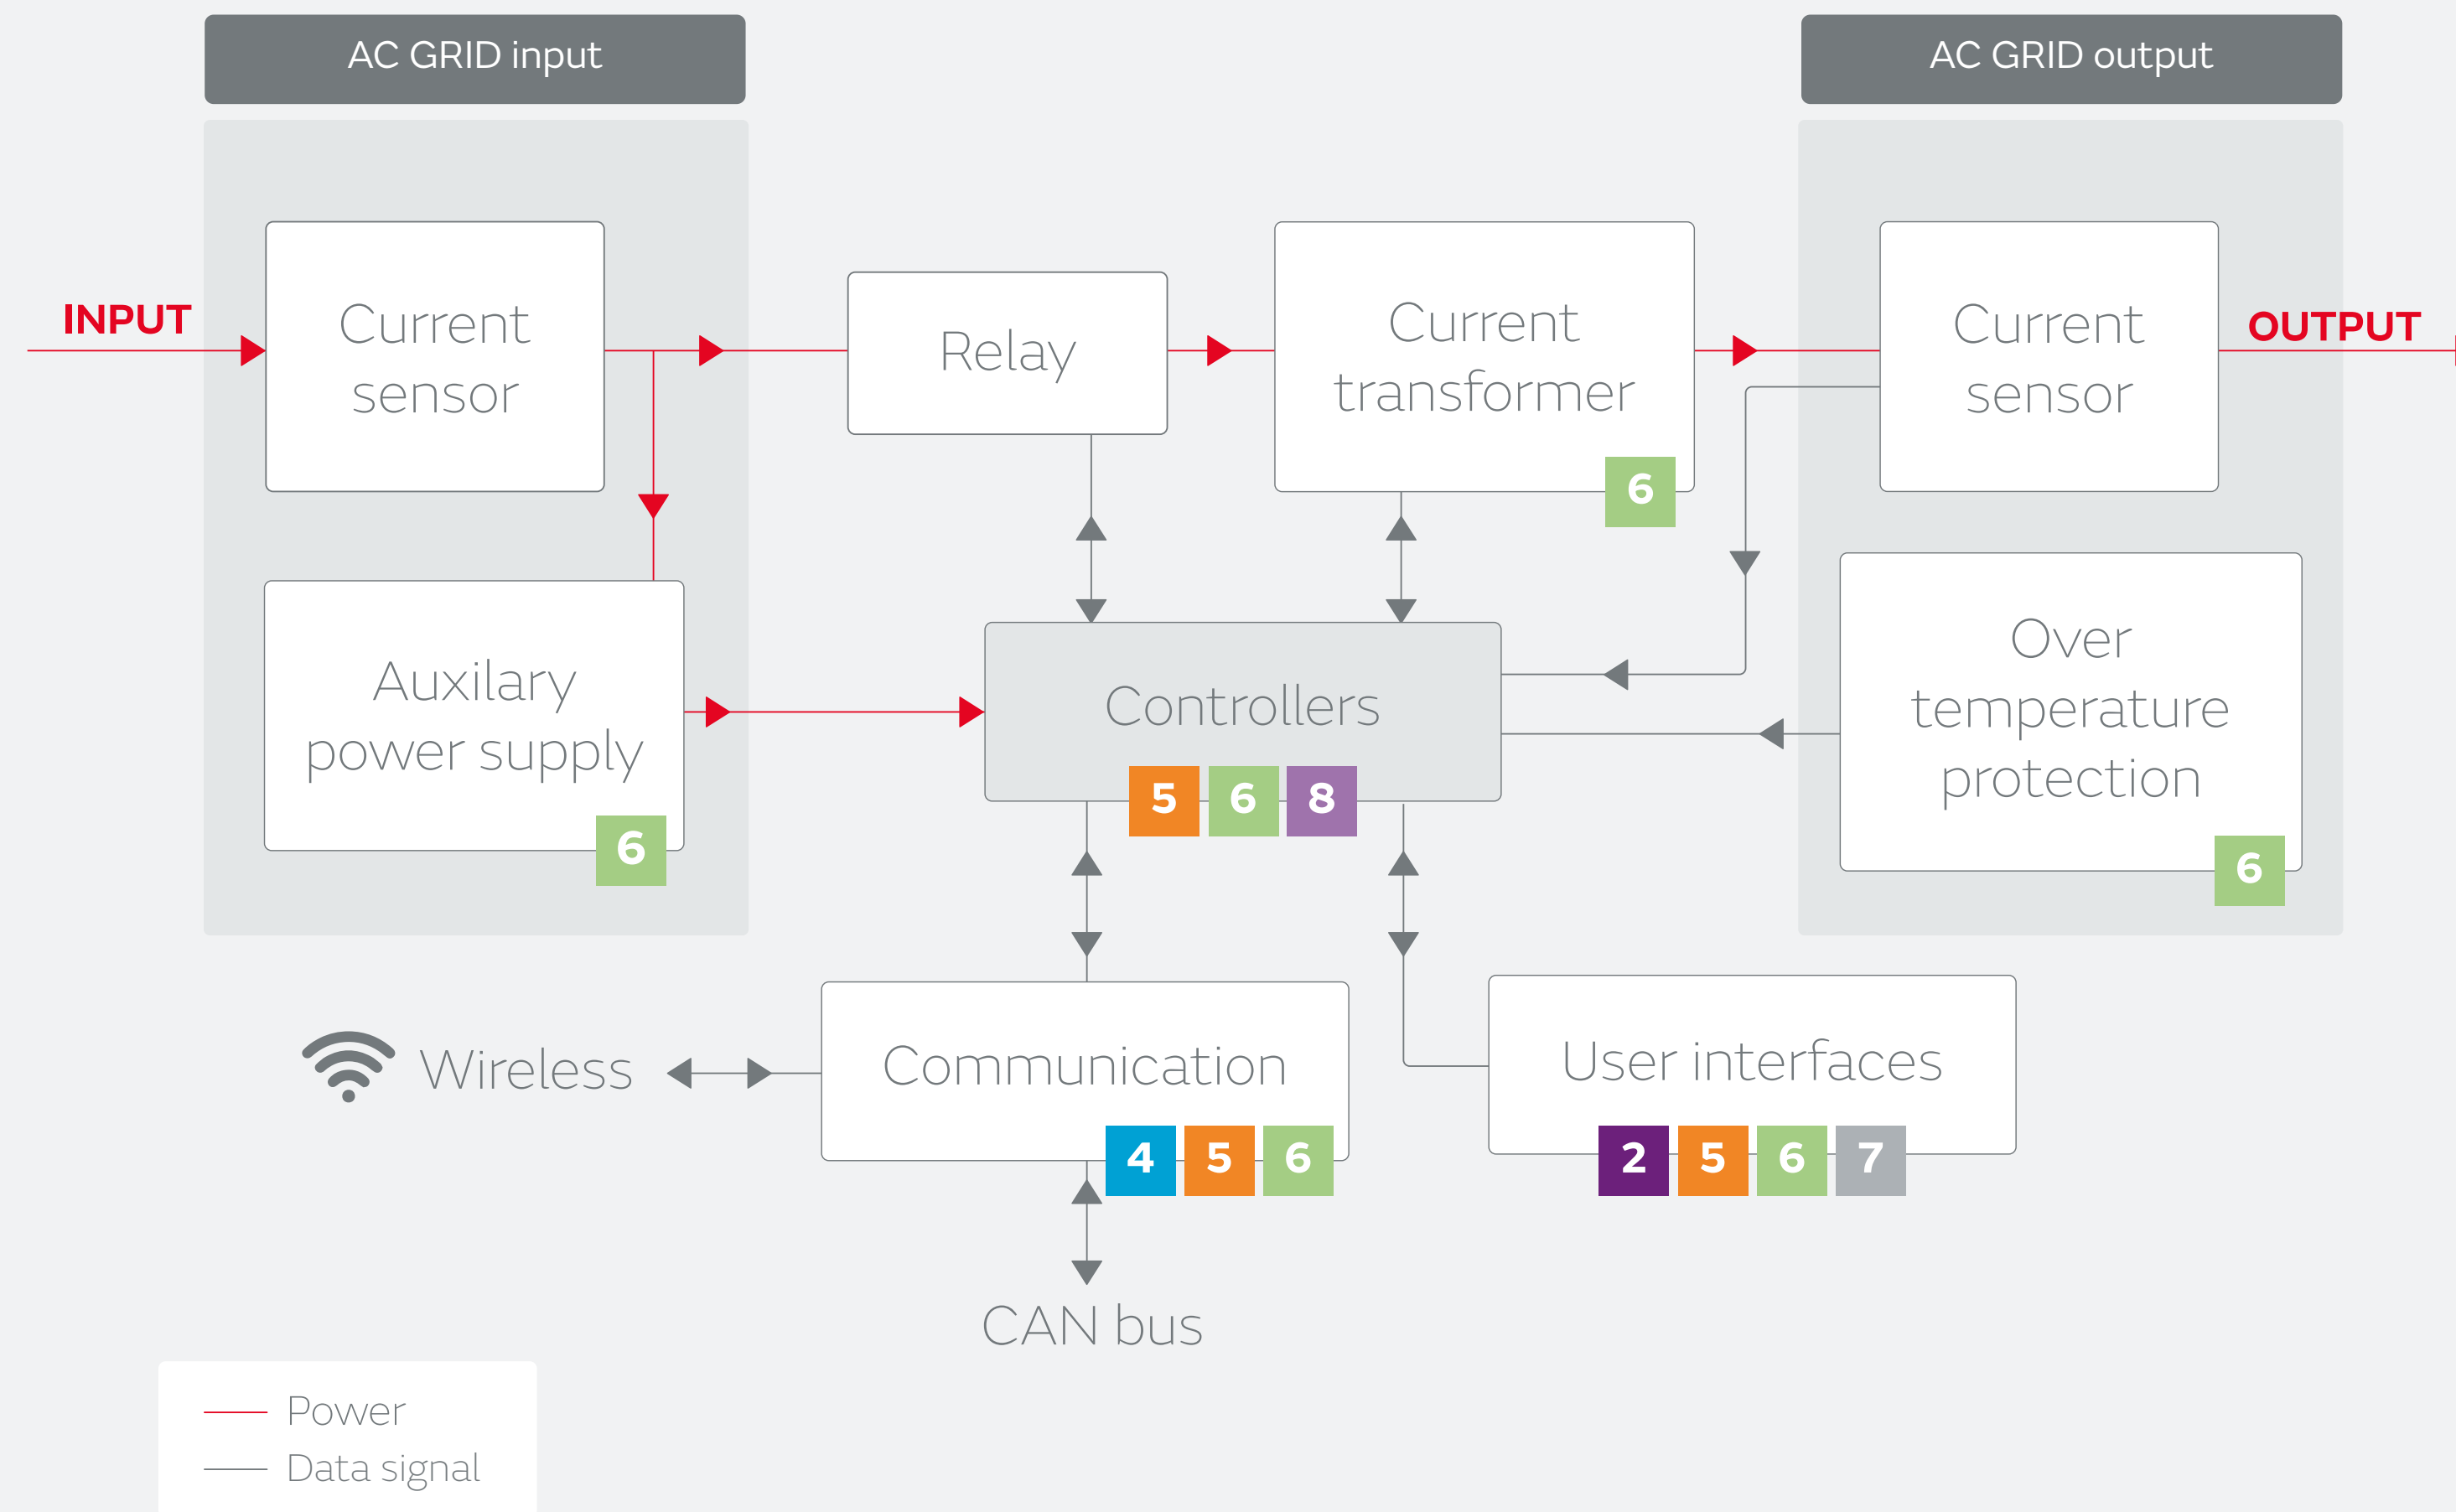 AC GRID input
AC GRID output
INPUT
Current
sensor
Relay
Current
transformer
6
Current
sensor
OUTPUT
Auxilary
power supply
6
Controllers
5 6 8
Over
temperature
protection
6
Wireless
Communication
4 5 6
User interfaces
2 5 6 7
CAN bus
Power
Data signal